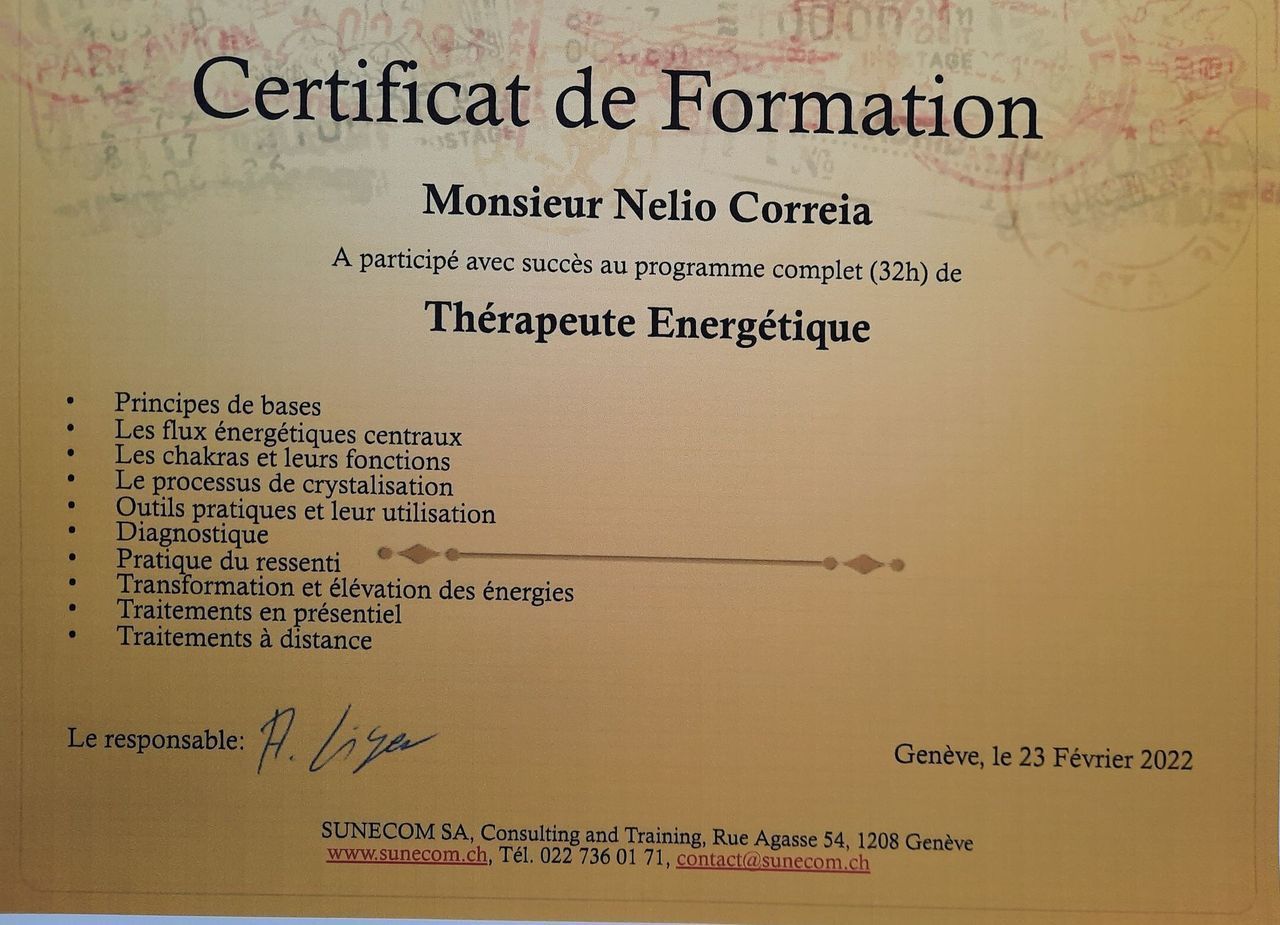 PAR AVION
Certificat de Formation
Monsieur Nelio Correia
A participé avec succès au programme complet (32h) de
Thérapeute Energétique
• Principes de bases
• Les flux énergétiques centraux
• Les chakras et leurs fonctions
• Le processus de crystalisation
• Outils pratiques et leur utilisation
• Diagnostique
• Pratique du ressenti
• Transformation et élévation des énergies
• Traitements en présentiel
• Traitements à distance
Le responsable:
Genève, le 23 Février 2022
SUNECOM SA, Consulting and Training, Rue Agasse 54, 1208 Genève
www.sunecom.ch, Tél. 022 736 01 71, contact@sunecom.ch